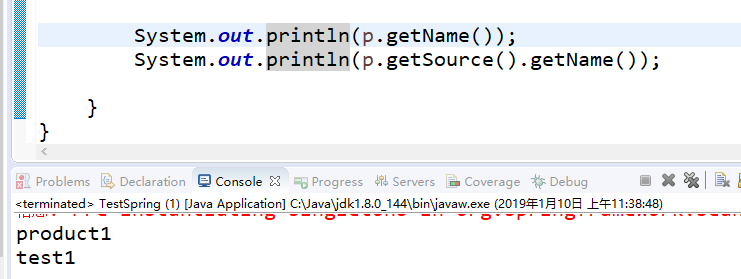 System.out.println(p.getName());
System.out.println(p.getSource().getName());
}
}
Problems Declaration Console Progress Servers Coverage Debug
<terminated> TestSpring (1) [Java Application] C:\Java\jdk1.8.0_144\bin\javaw.exe (2019年1月10日 上午11:38:48)
product1
test1